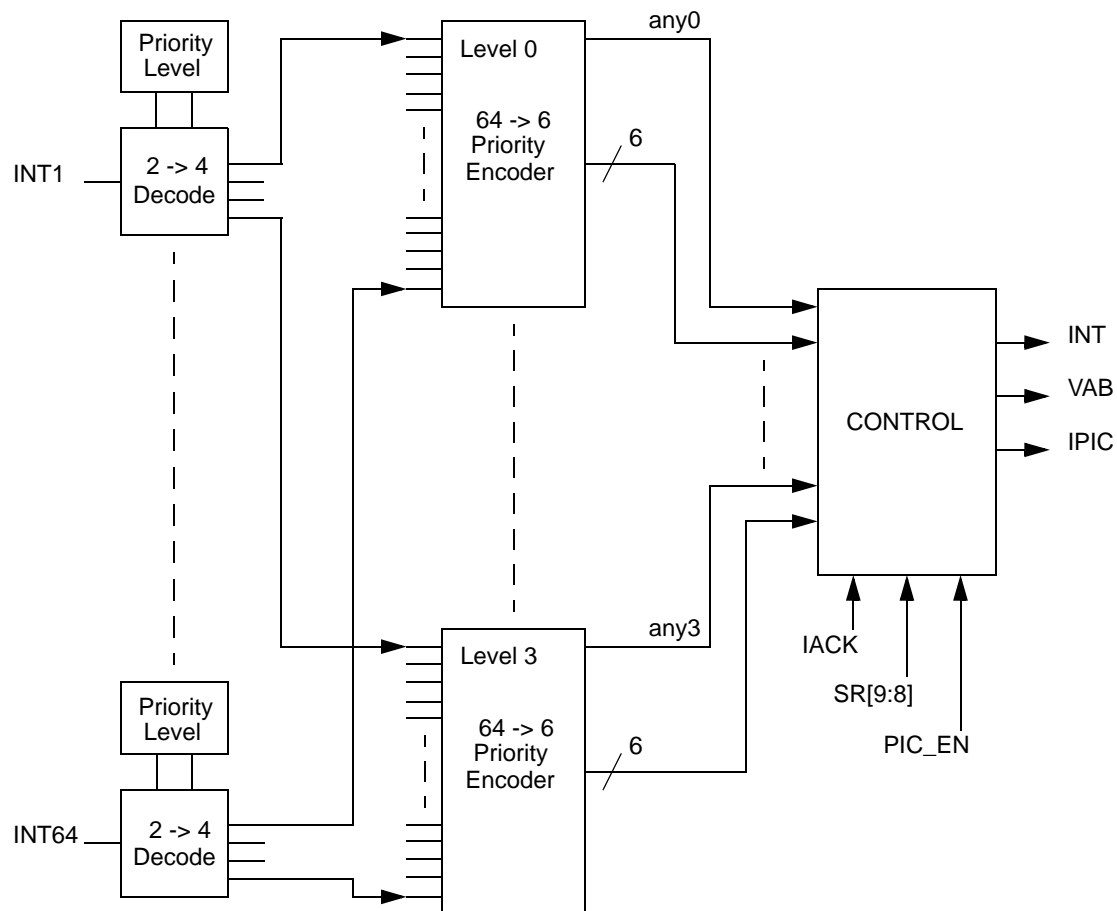 Priority
Level
INT1
2 -> 4
Decode
Level 0
64 -> 6
Priority
Encoder
any0
6
CONTROL
INT
VAB
IPIC
IACK
SR[9:8]
PIC_EN
Priority
Level
INT64
2 -> 4
Decode
Level 3
64 -> 6
Priority
Encoder
any3
6